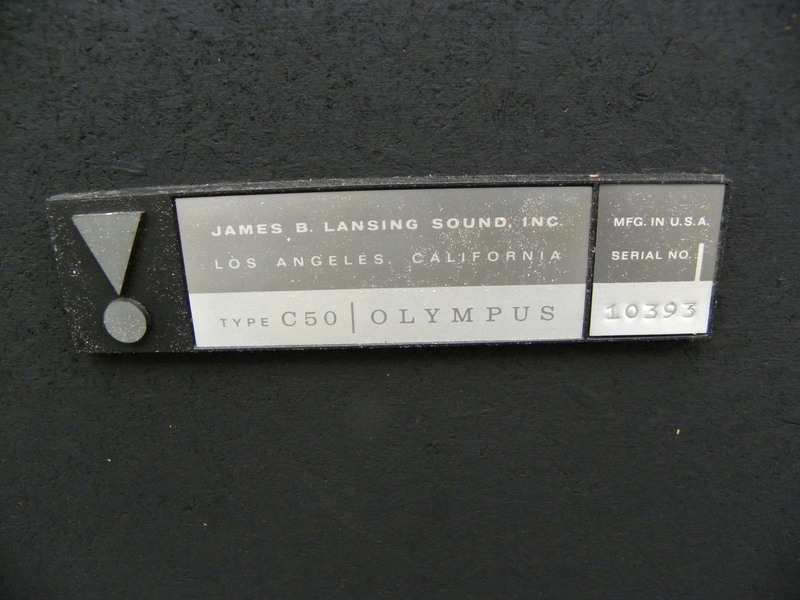 JAMES B. LANSING SOUND, INC.
LOS ANGELES, CALIFORNIA
TYPE C50 | OLYMPUS
MFG. IN U.S.A.
SERIAL NO.
10393